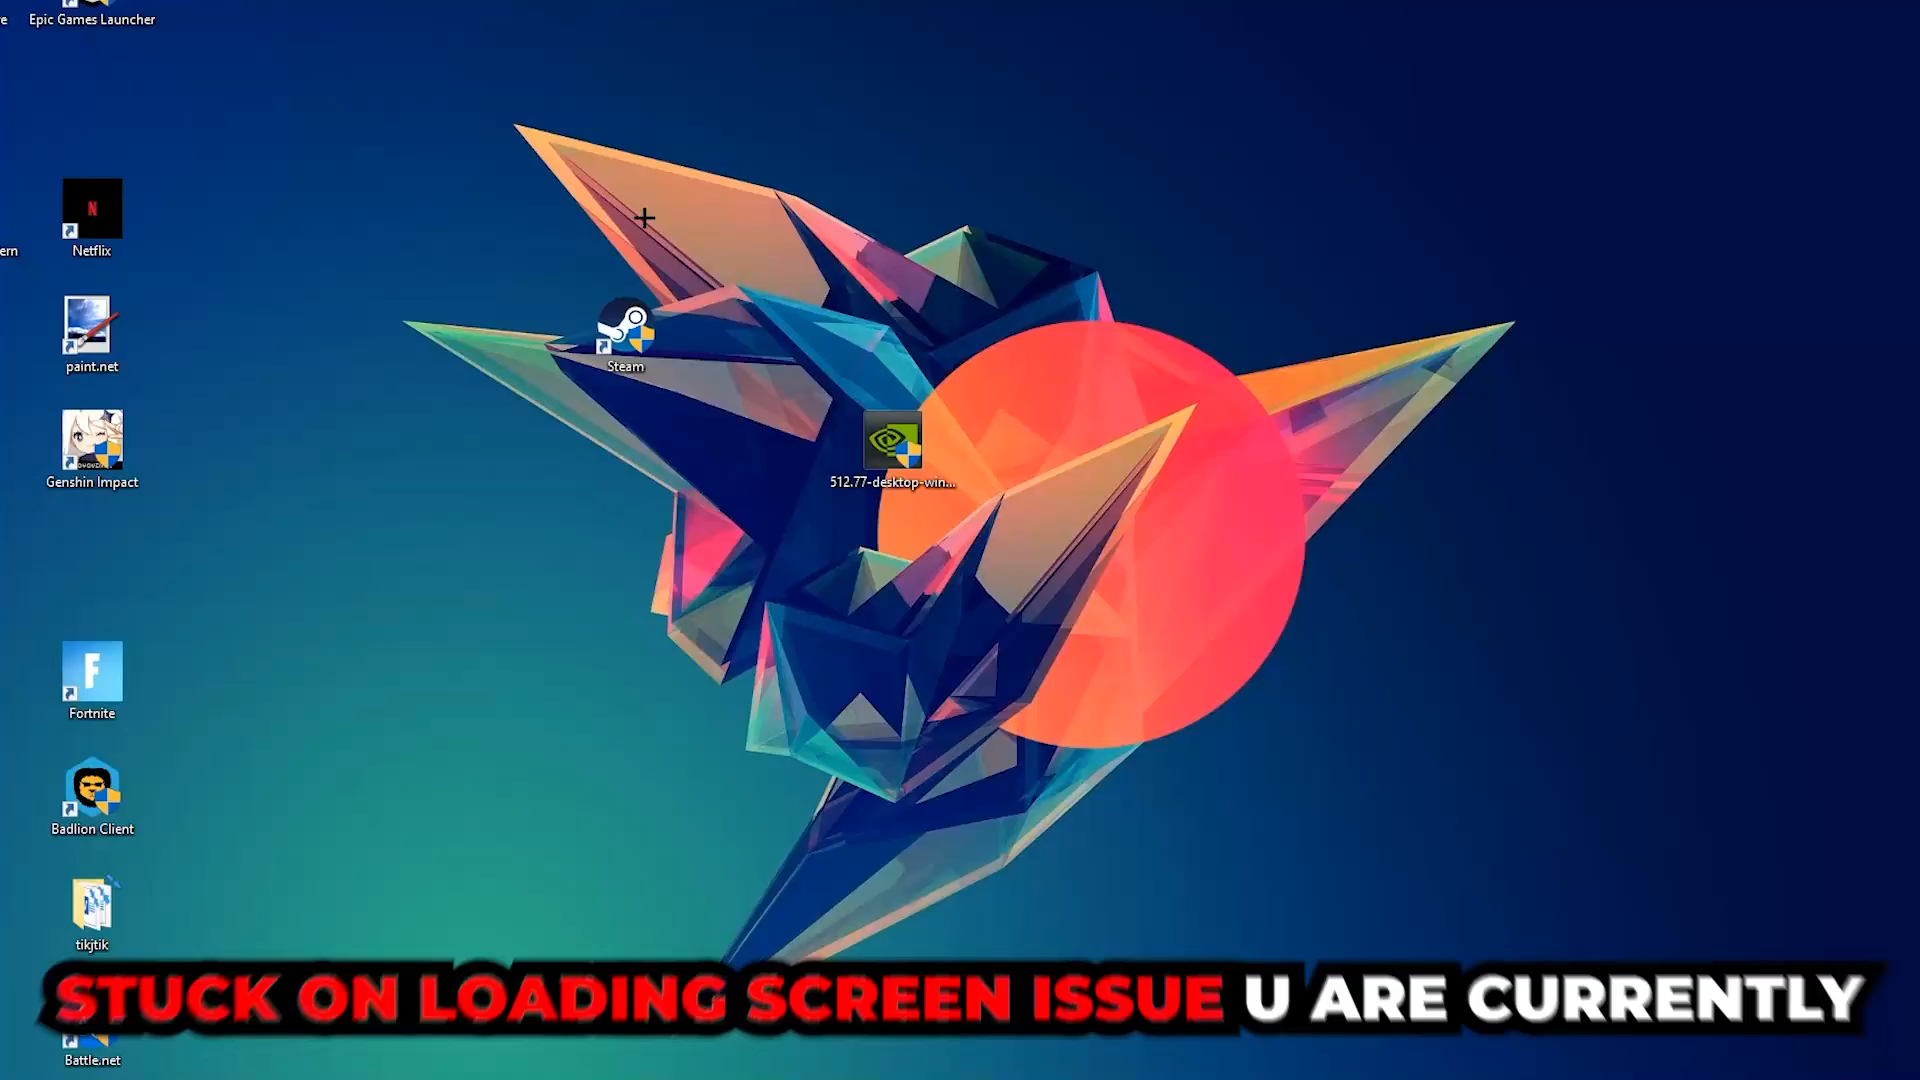 Epic Games Launcher
Netflix
ern
paint.net
Steam
Genshin Impact
512.77-desktop-win...
Fortnite
Badlion Client
tikjtik
STUCK ON LOADING SCREEN ISSUE U ARE CURRENTLY
Battle.net